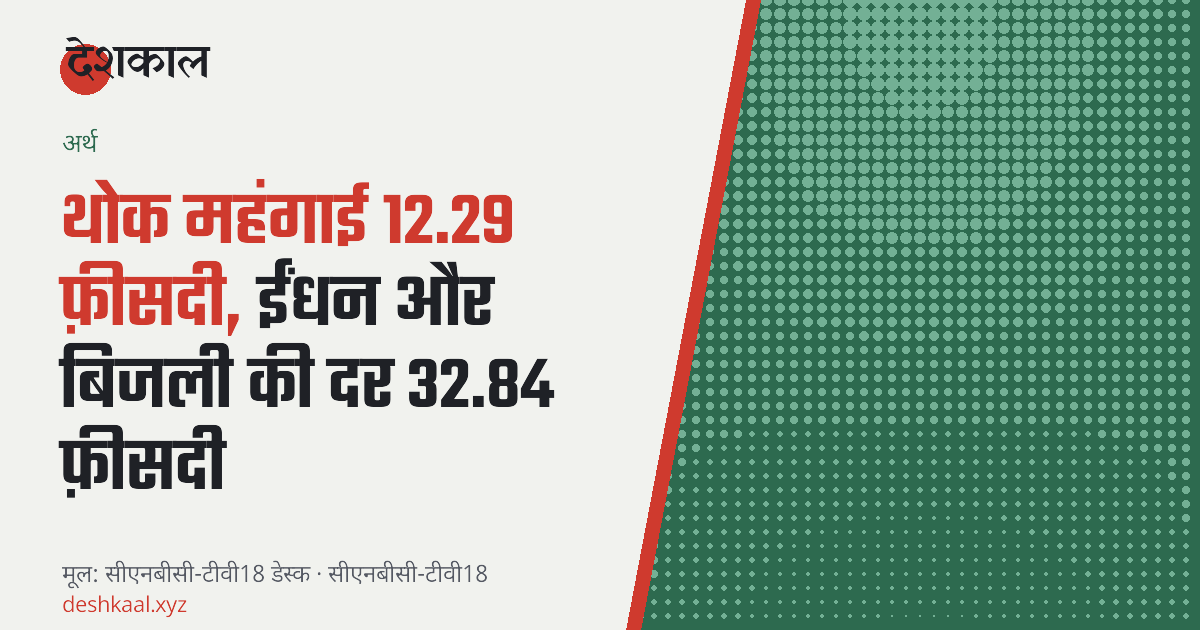 देशकाल
अर्थ
थोक महंगाई 12.29
फ़ीसदी, ईंधन और
बिजली की दर 32.84
फ़ीसदी
मूल: सीएनबीसी-टीवी18 डेस्क · सीएनबीसी-टीवी18
deshkaal.xyz